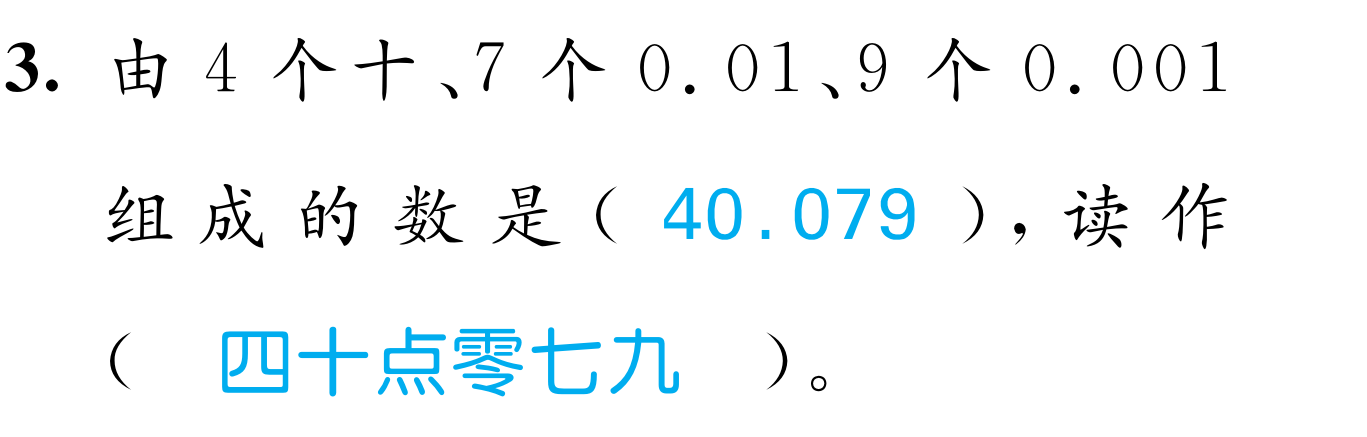 3. 由 4 个十、7 个 0.01、9 个 0.001
组成的数是( 40.079 ),读作
( 四十点零七九 )。